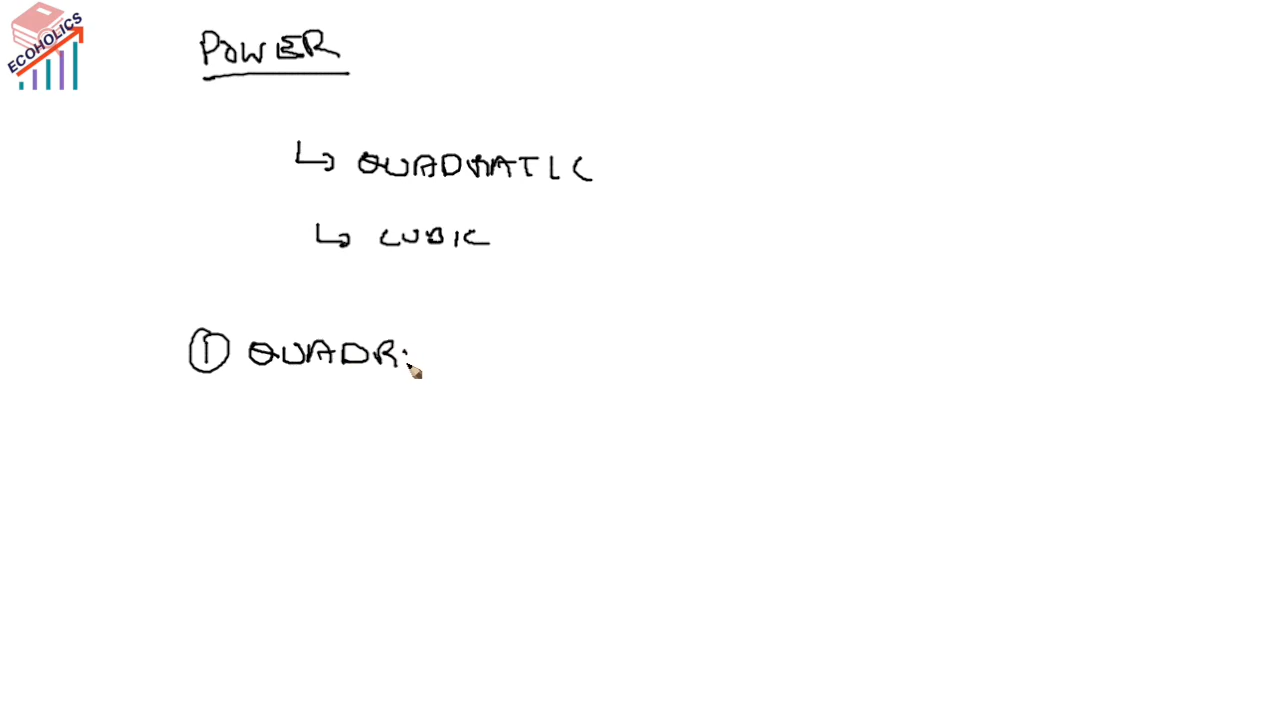 ECOHOLICS
POWER
↳ QUADRATIC
↳ CUBIC
① QUADR